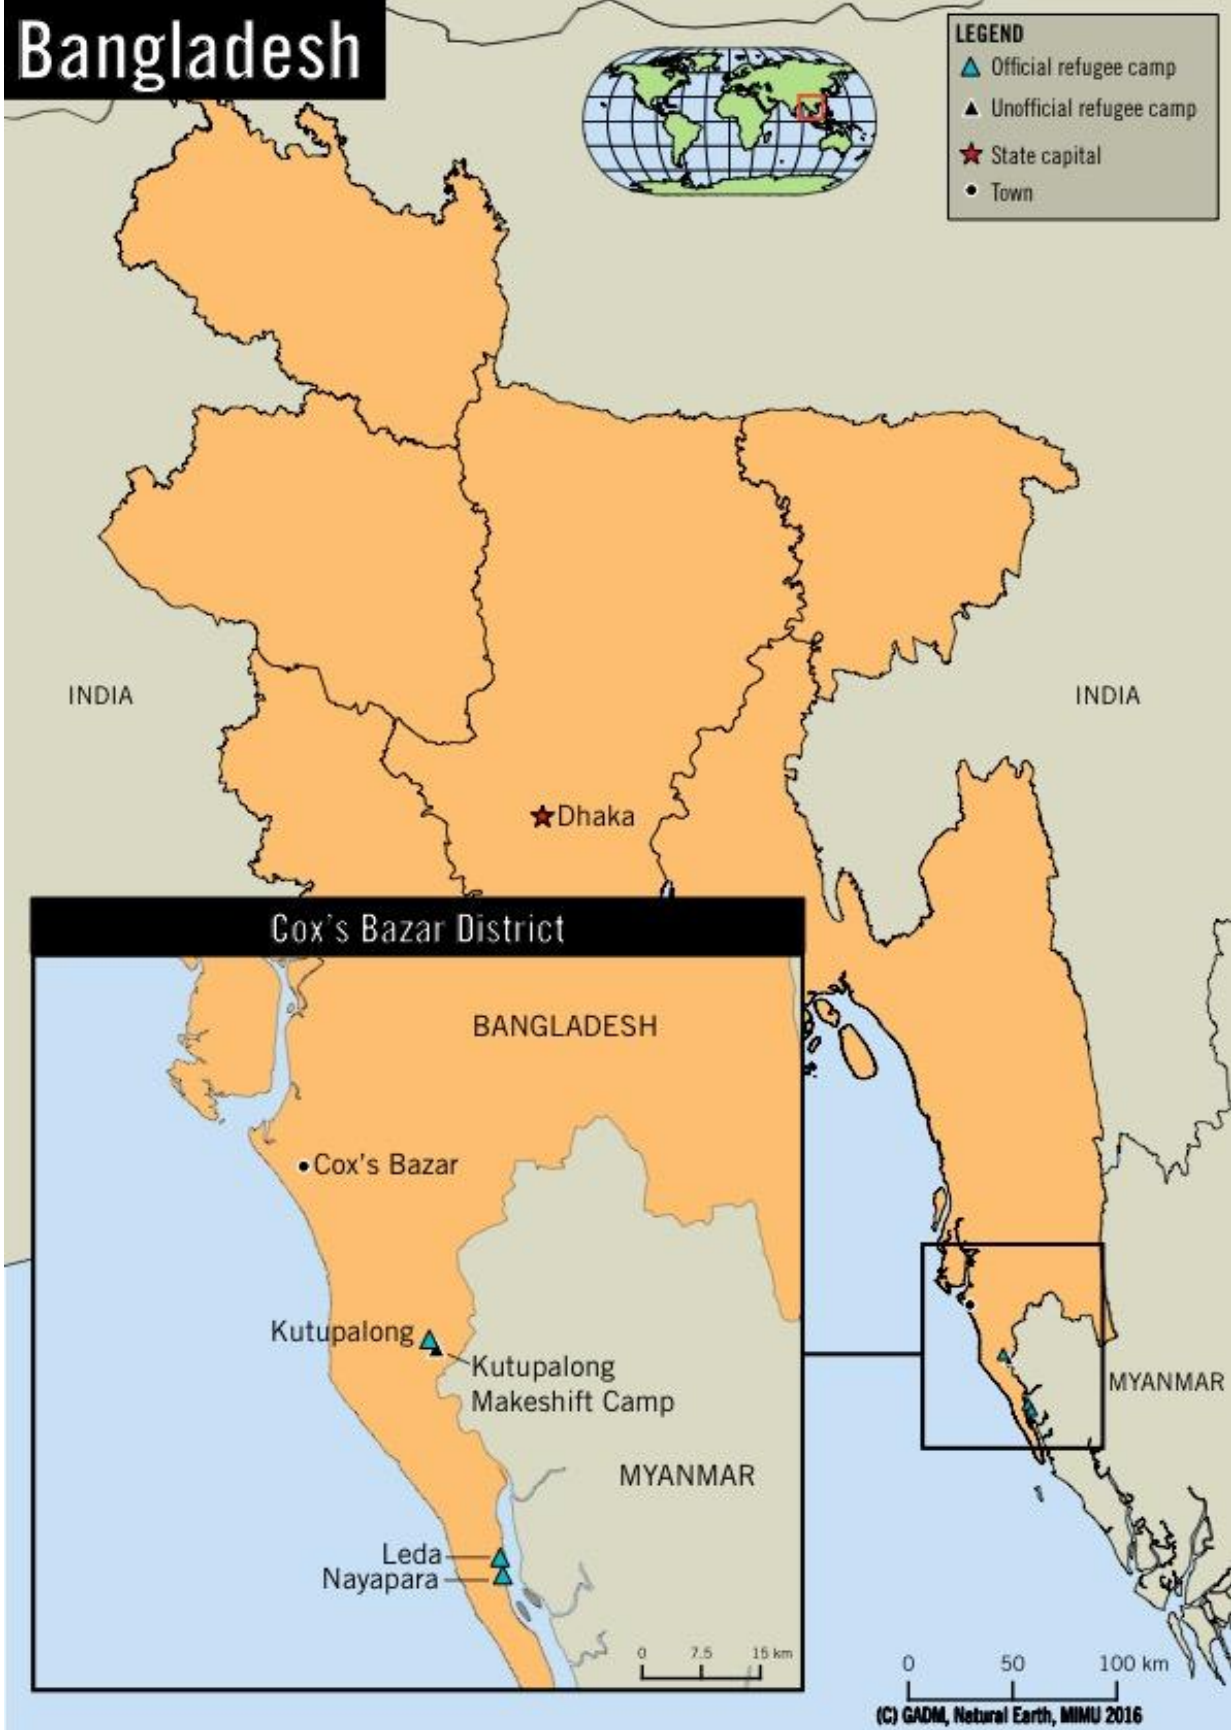 Bangladesh
LEGEND
Official refugee camp
Unofficial refugee camp
State capital
Town
INDIA
INDIA
Dhaka
Cox's Bazar District
BANGLADESH
Cox's Bazar
Kutupalong
Kutupalong
Makeshift Camp
MYANMAR
MYANMAR
Leda
Nayapara
0 7.5 15 km
0 50 100 km
(C) GADM, Natural Earth, MIMU 2016